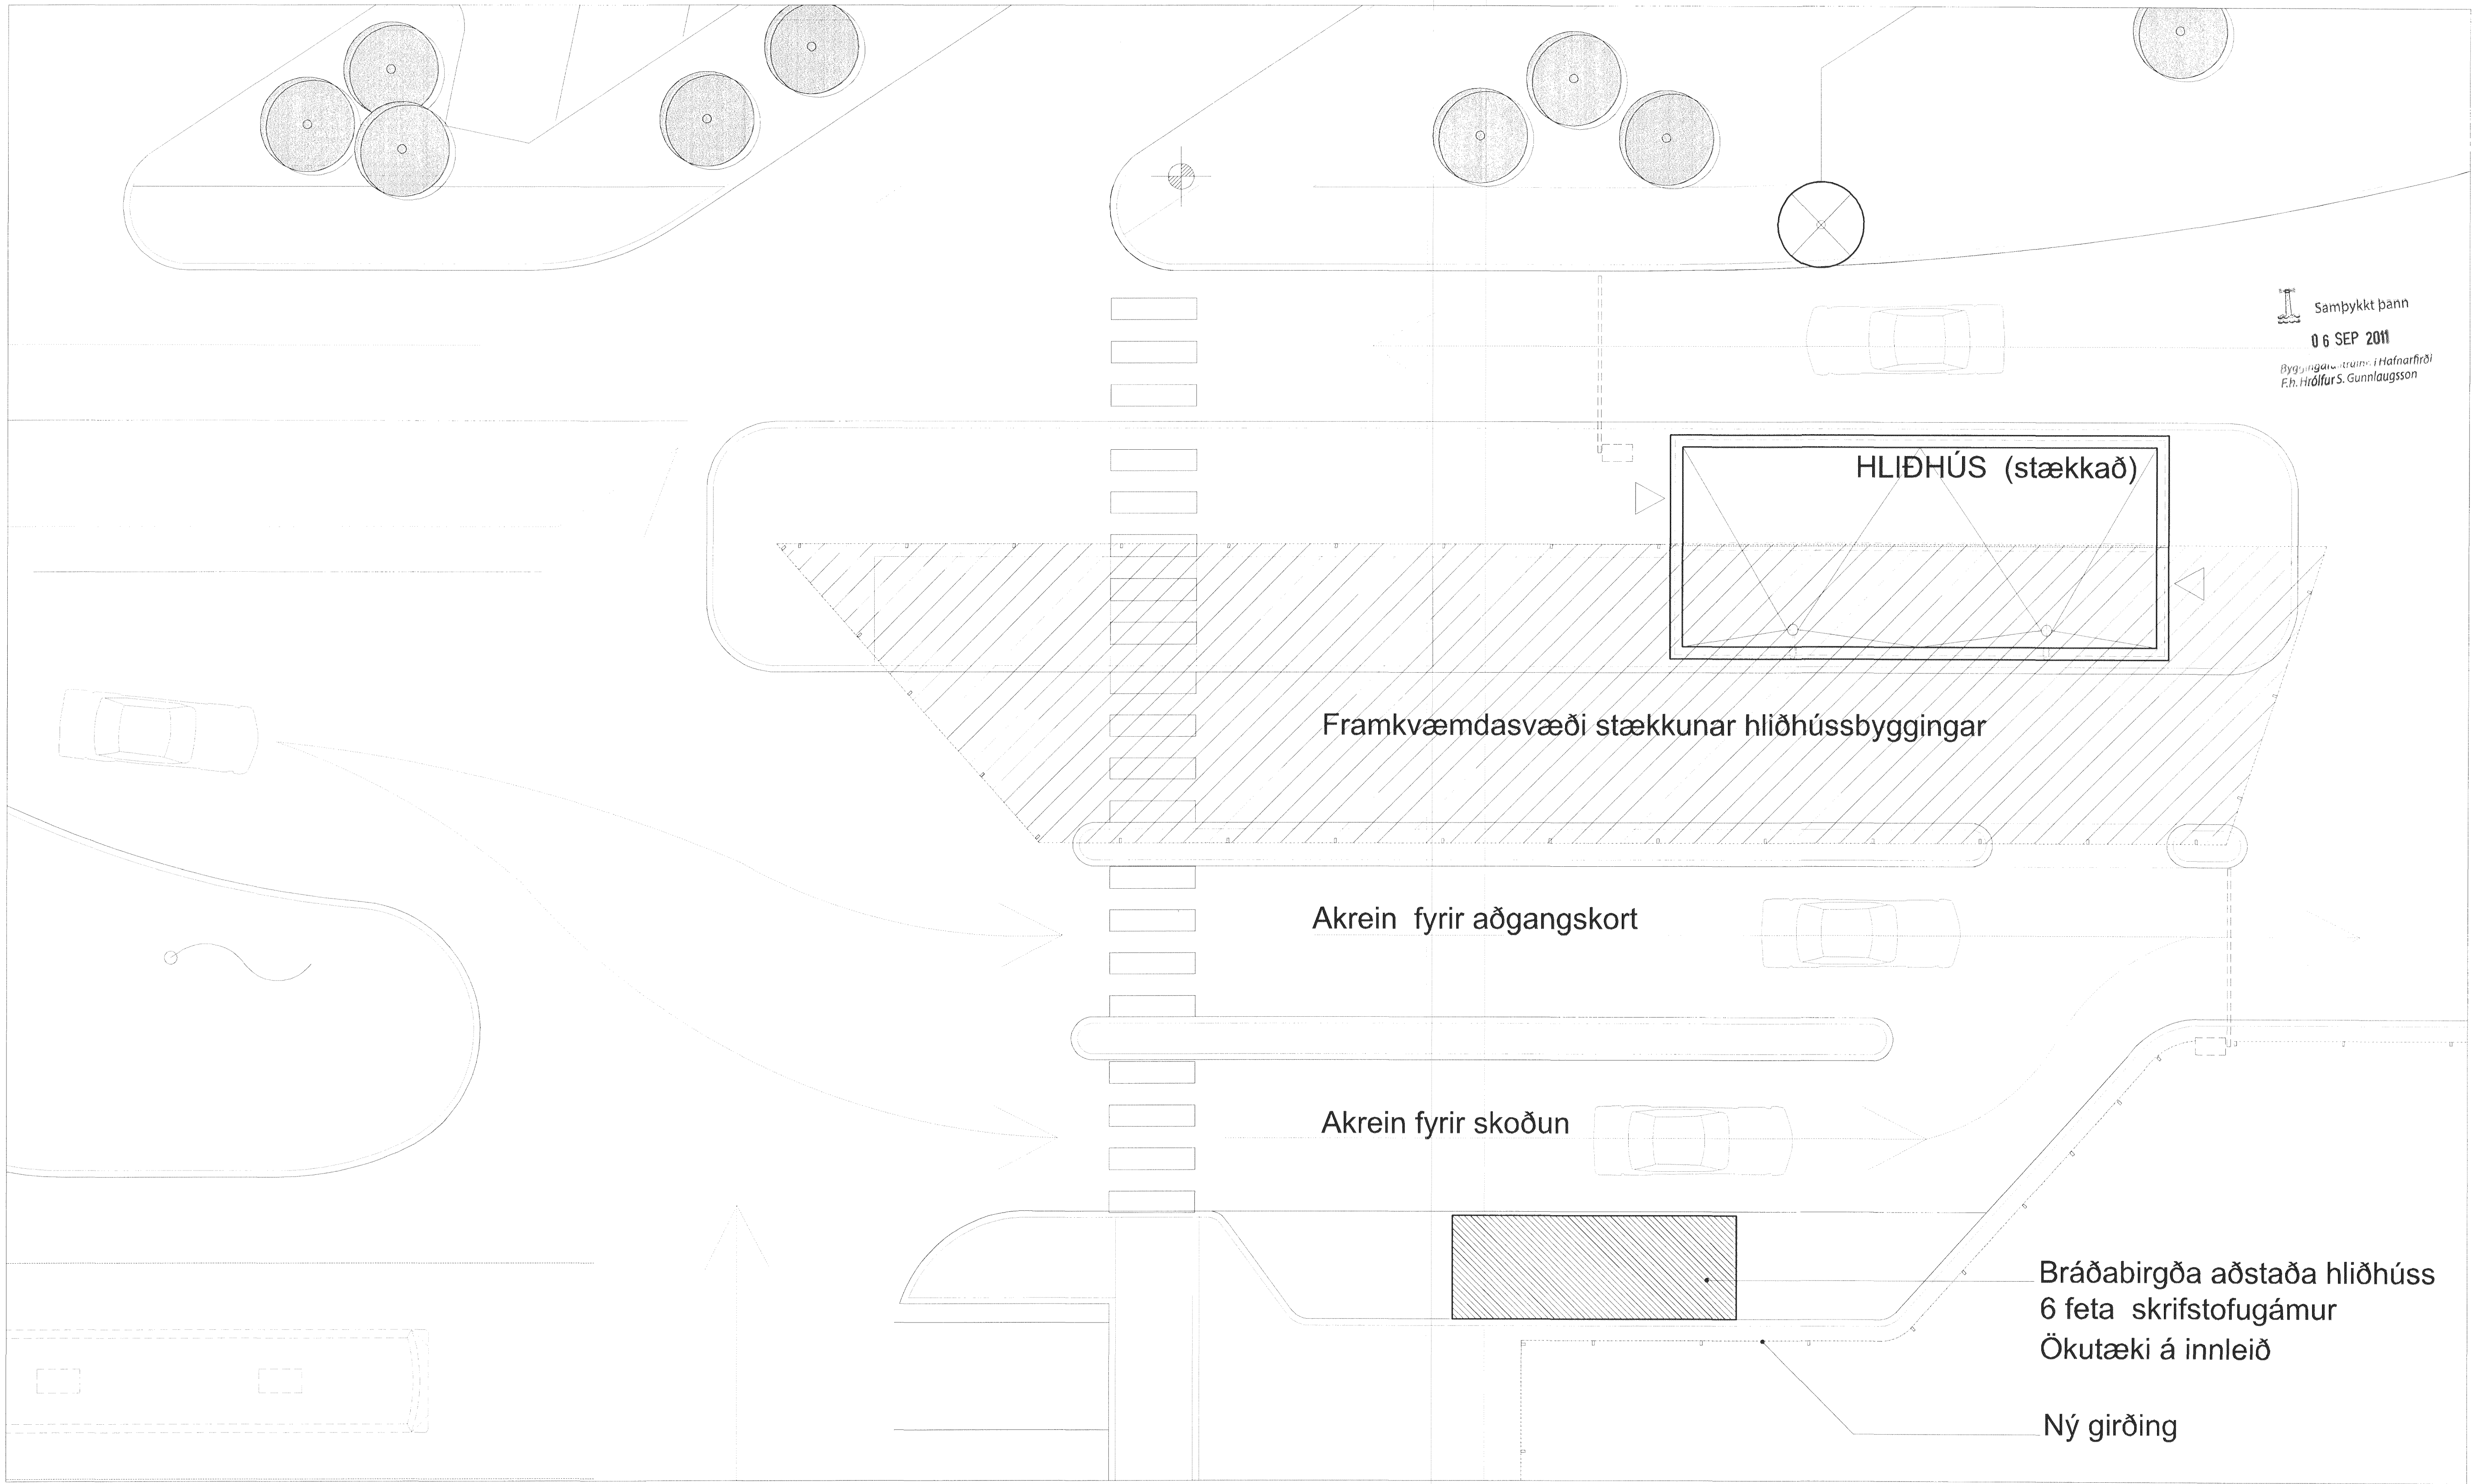 Samþykkt þann
06 SEP 2011
í Hafnarfirði
F.h. Hrólfur S. Gunnlaugsson
HLIÐHÚS (stækkað)
Framkvæmdasvæði stækkunar hliðhússbyggingar
Akrein fyrir aðgangskort
Akrein fyrir skoðun
Bráðabirgða aðstaða hliðhúss
6 feta skrifstofugámur
Ökutæki á innleið
Ný girðing